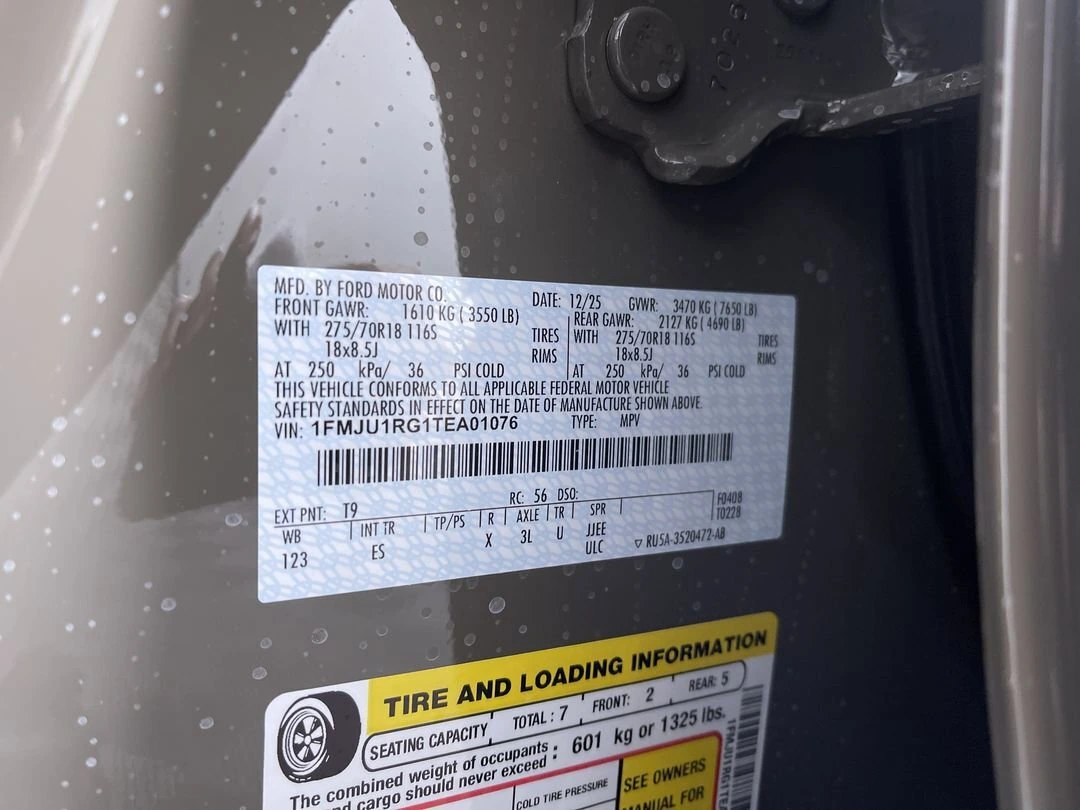 MFD. BY FORD MOTOR CO.
DATE: 12/25 GVWR: 3470 KG ( 7650 LB)
FRONT GAWR: 1610 KG ( 3550 LB) REAR GAWR: 2127 KG ( 4690 LB)
WITH 275/70R18 116S TIRES WITH 275/70R18 116S TIRES
18x8.5J RIMS 18x8.5J RIMS
AT 250 kPa/ 36 PSI COLD AT 250 kPa/ 36 PSI COLD
THIS VEHICLE CONFORMS TO ALL APPLICABLE FEDERAL MOTOR VEHICLE
SAFETY STANDARDS IN EFFECT ON THE DATE OF MANUFACTURE SHOWN ABOVE.
VIN: 1FMJU1RG1TEA01076 TYPE: MPV
EXT PNT: T9 RC: 56 DSO: F0408
T0228
WB INT TR TP/PS R AXLE TR SPR
123 ES X 3L U JJEE
ULC ▽ RU5A-3520472-AB
TIRE AND LOADING INFORMATION
SEATING CAPACITY TOTAL : 7 FRONT: 2 REAR: 5
The combined weight of occupants : 601 kg or 1325 lbs.
and cargo should never exceed
COLD TIRE PRESSURE
SEE OWNERS
MANUAL FOR
1FMJU1RG1TEA